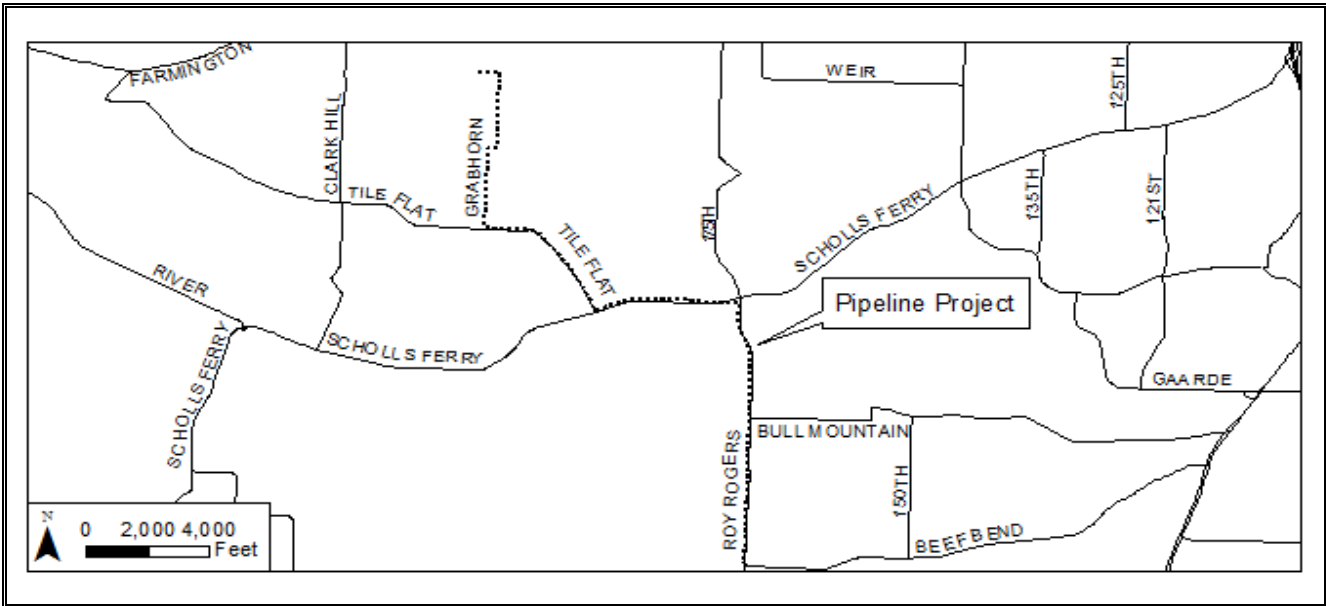 FARMINGTON
WEIR
125TH
CLARK HILL
GRABHORN
TILE FLAT
TILE FLAT
175TH
SCHOLLS FERRY
135TH
121ST
RIVER
Pipeline Project
SCHOLLS FERRY
SCHOLLS FERRY
GAARDE
BULL MOUNTAIN
ROY ROGERS
150TH
BEEF BEND
N
0 2,000 4,000
Feet